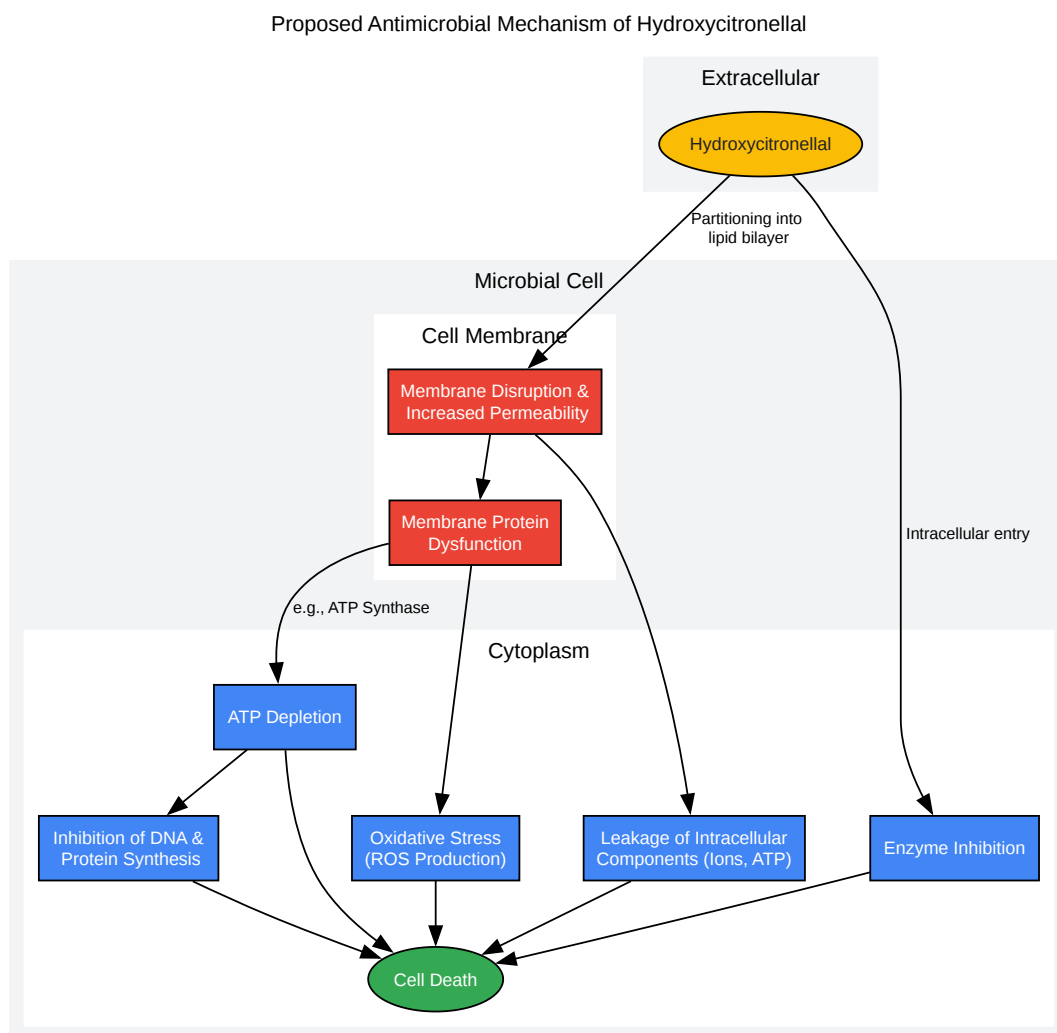 Proposed Antimicrobial Mechanism of Hydroxycitronellal
Extracellular
Hydroxycitronellal
Partitioning into
lipid bilayer
Microbial Cell
Cell Membrane
Membrane Disruption &
Increased Permeability
Membrane Protein
Dysfunction
Intracellular entry
e.g., ATP Synthase
Cytoplasm
ATP Depletion
Inhibition of DNA &
Protein Synthesis
Oxidative Stress
(ROS Production)
Leakage of Intracellular
Components (Ions, ATP)
Enzyme Inhibition
Cell Death